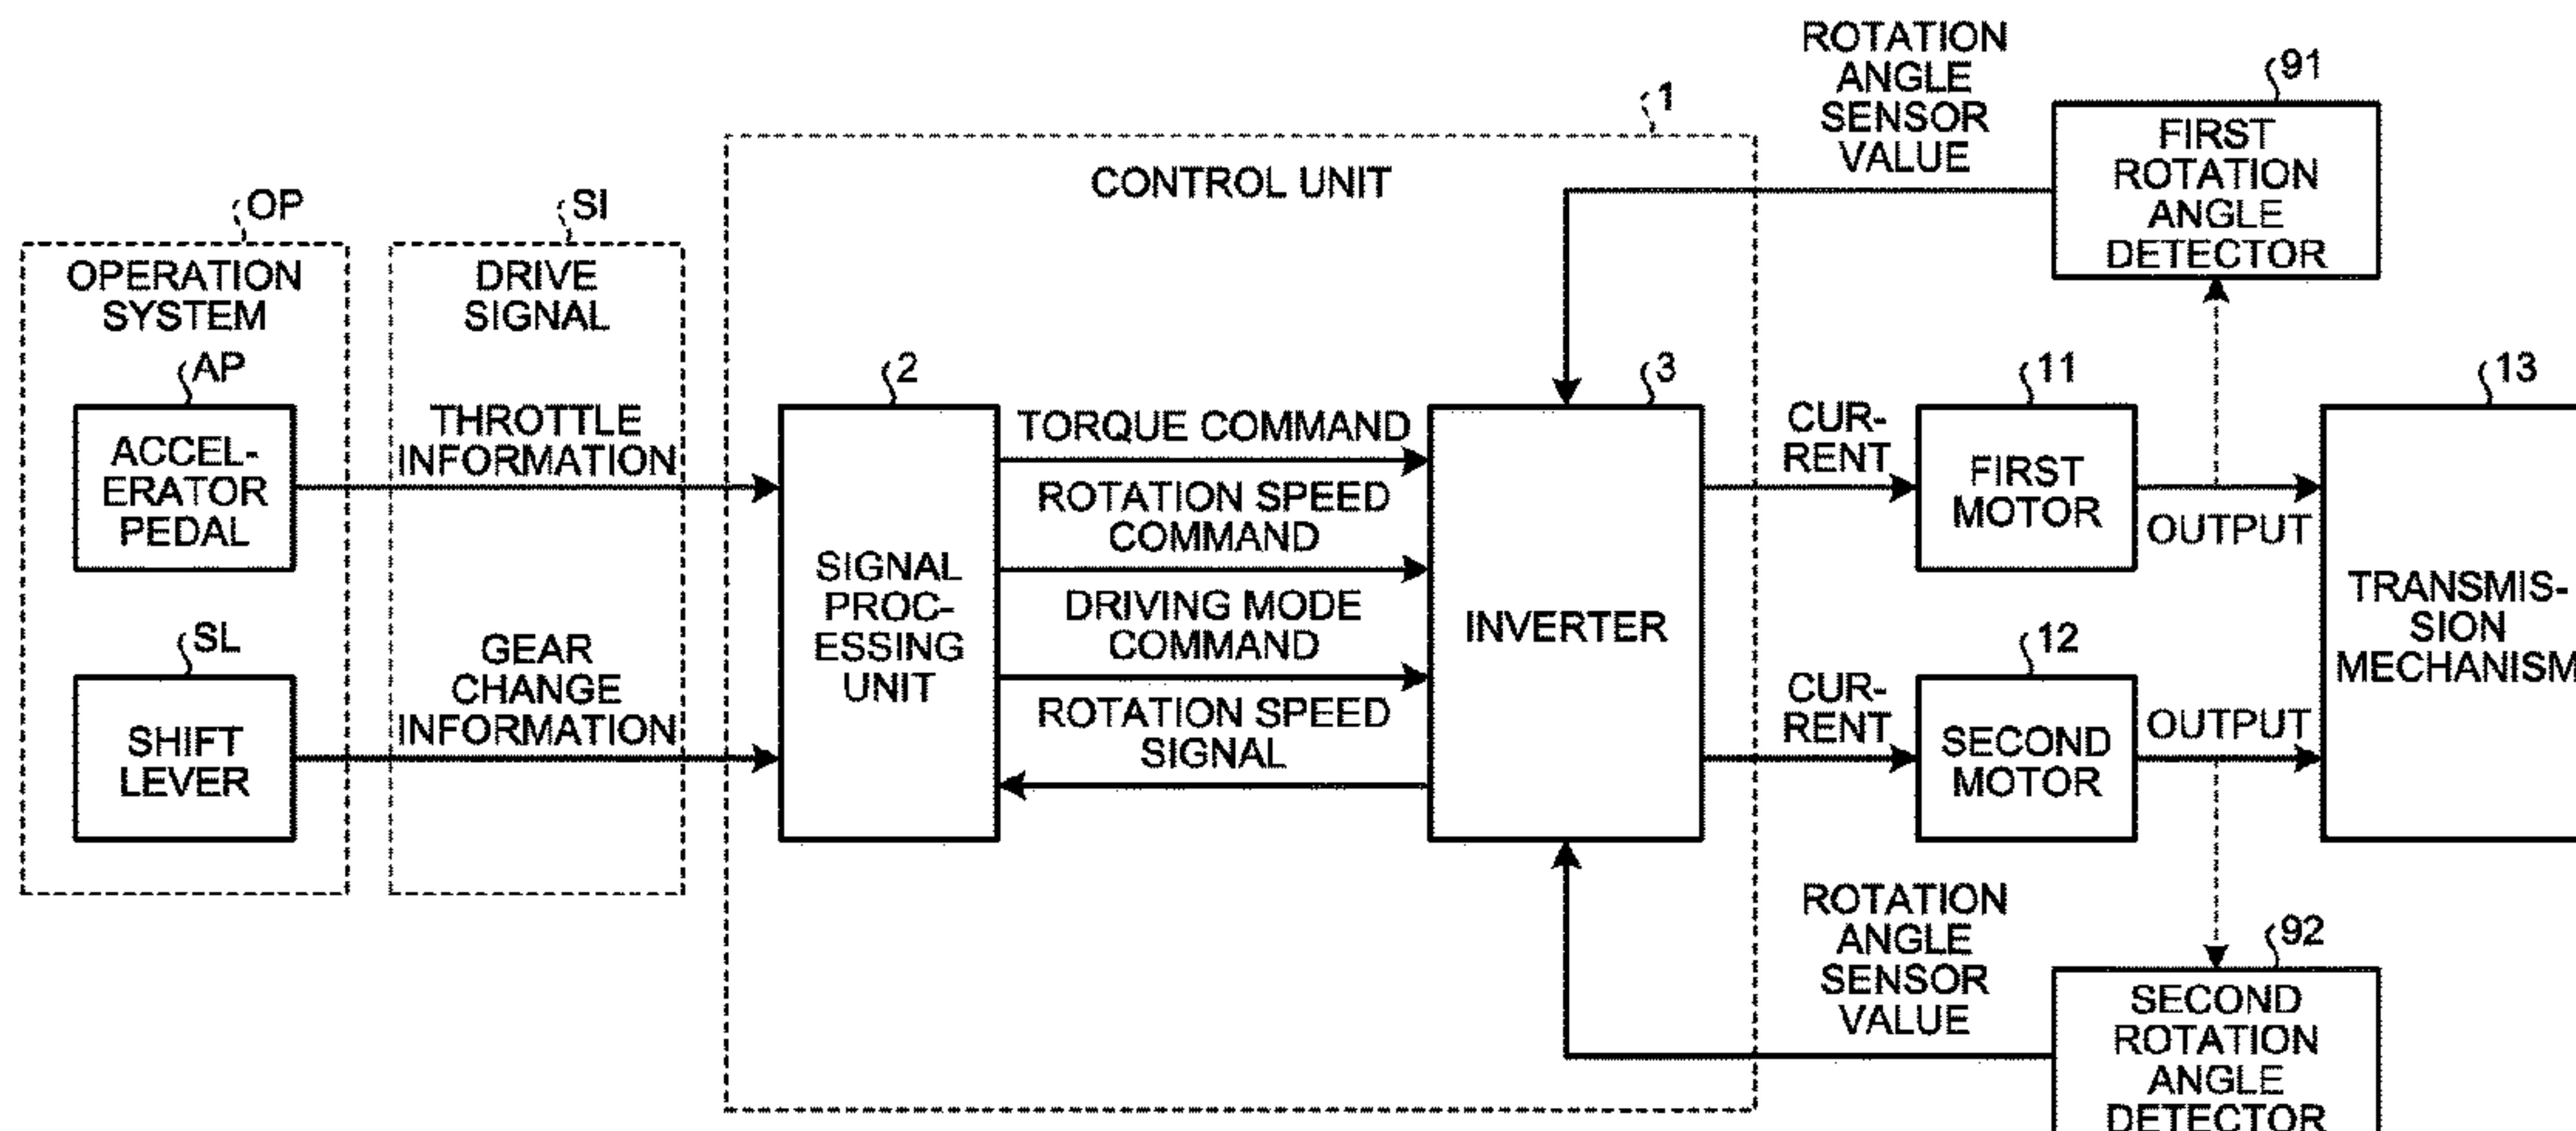 OP
OPERATION
SYSTEM
AP
ACCEL-
ERATOR
PEDAL
SL
SHIFT
LEVER
SI
DRIVE
SIGNAL
THROTTLE
INFORMATION
GEAR
CHANGE
INFORMATION
1
CONTROL UNIT
2
SIGNAL
PROC-
ESSING
UNIT
TORQUE COMMAND
ROTATION SPEED
COMMAND
DRIVING MODE
COMMAND
ROTATION SPEED
SIGNAL
3
INVERTER
ROTATION
ANGLE
SENSOR
VALUE
91
FIRST
ROTATION
ANGLE
DETECTOR
CUR-
RENT
11
FIRST
MOTOR
OUTPUT
CUR-
RENT
12
SECOND
MOTOR
OUTPUT
13
TRANSMIS-
SION
MECHANISM
ROTATION
ANGLE
SENSOR
VALUE
92
SECOND
ROTATION
ANGLE
DETECTOR